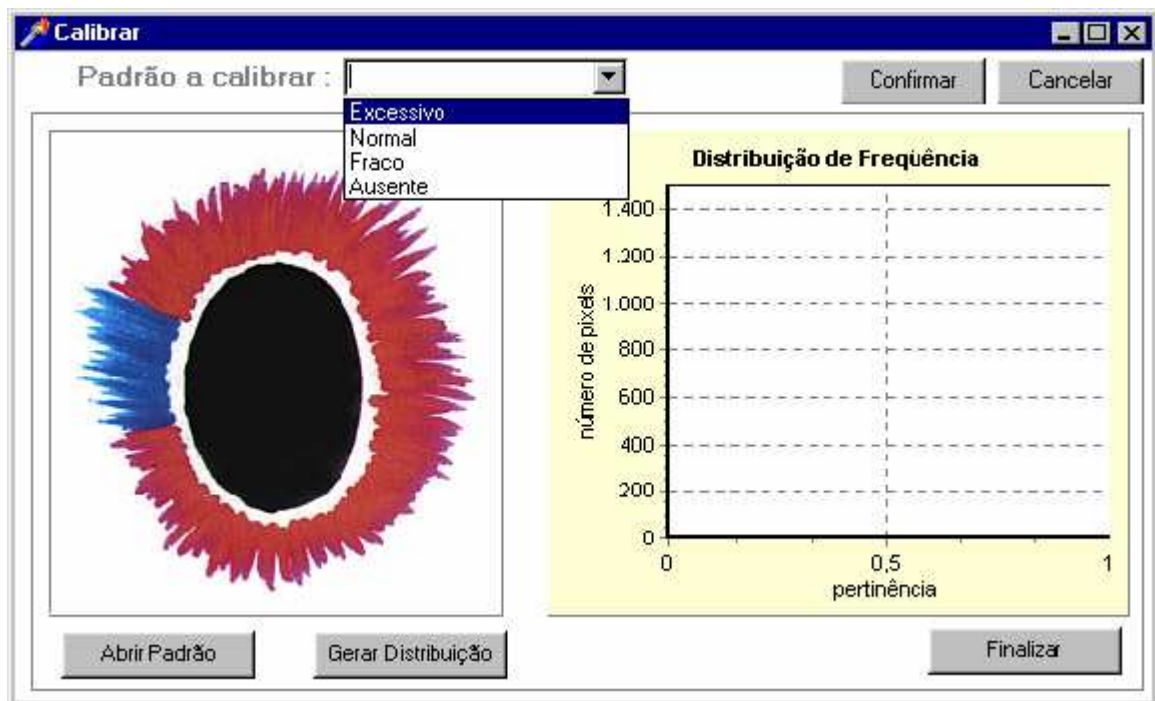 Calibrar
Padrão a calibrar :
Confirmar
Cancelar
Excessivo
Normal
Fraco
Ausente
Distribuição de Freqüência
1.400
1.200
1.000
800
600
400
200
0
número de pixels
0
0,5
1
pertinência
Abrir Padrão
Gerar Distribuição
Finalizar